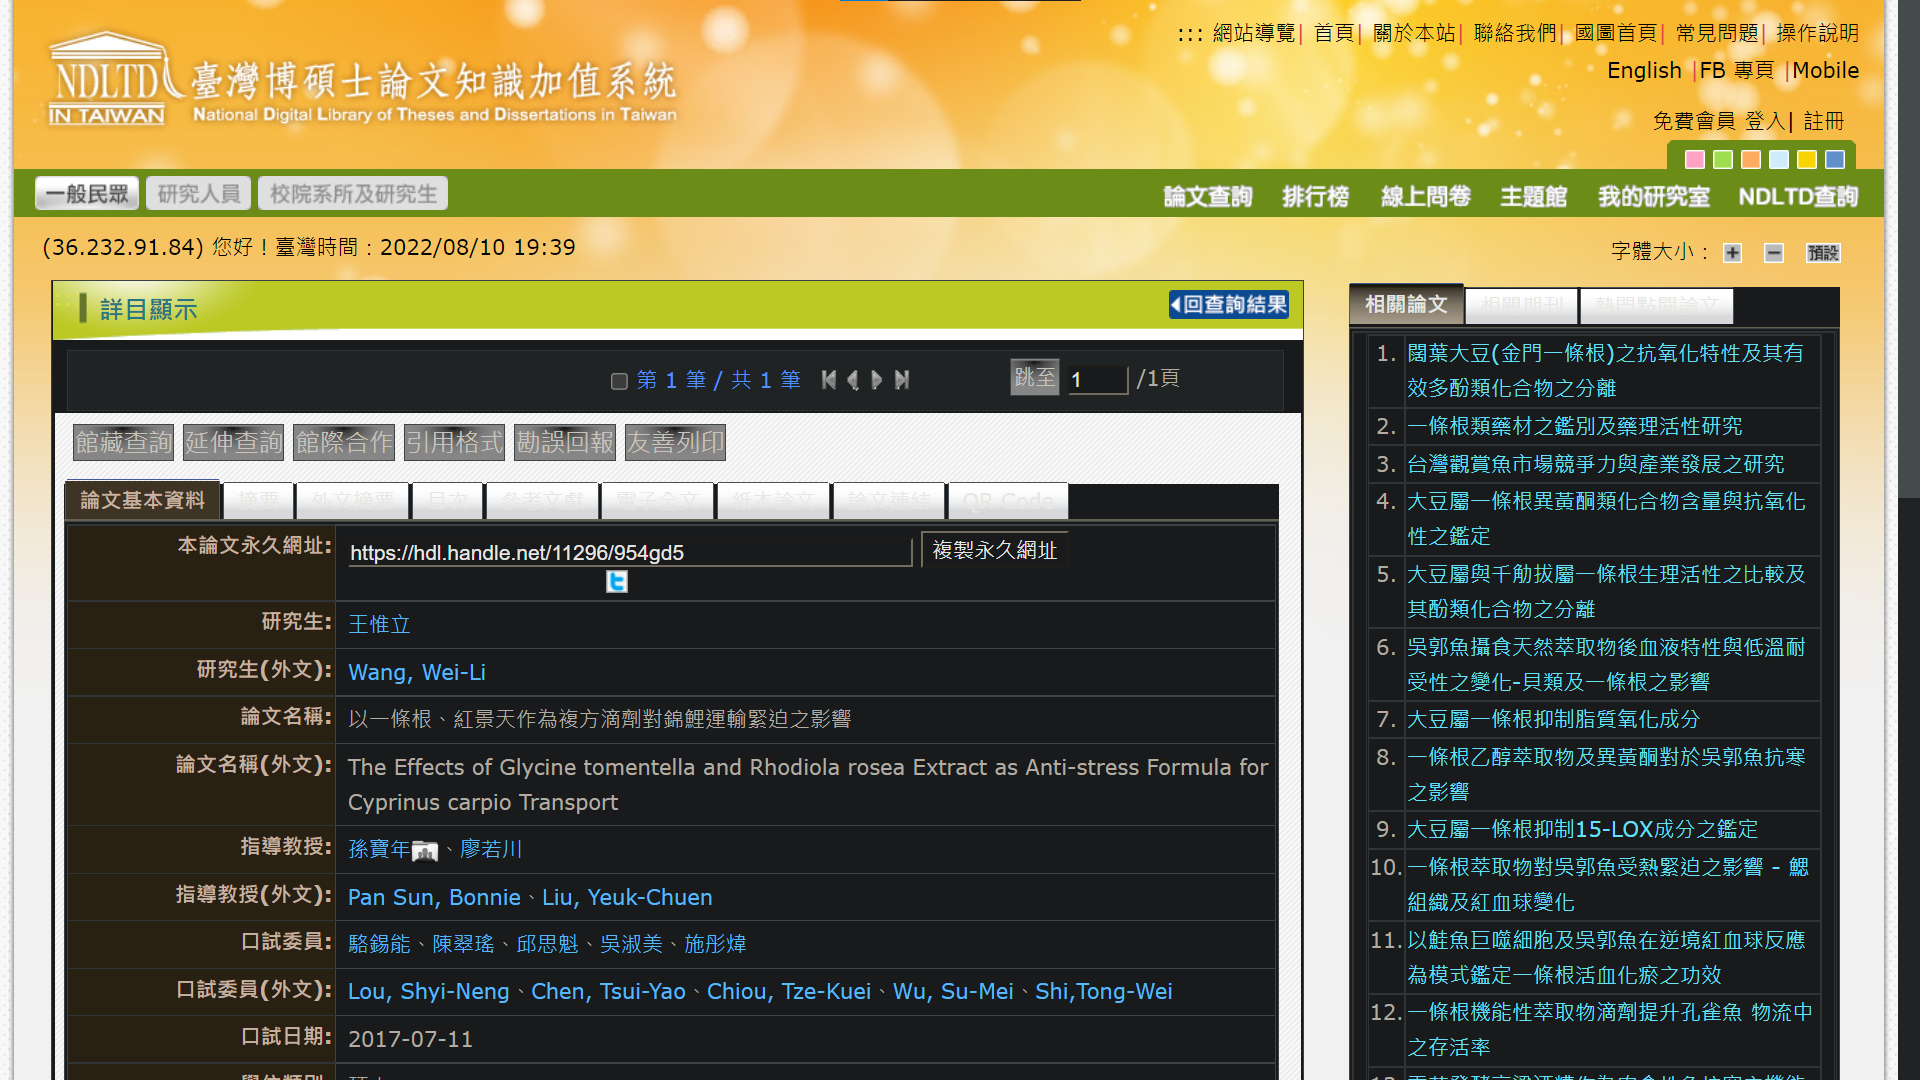 ::: 網站導覽| 首頁| 關於本站| 聯絡我們| 國圖首頁| 常見問題| 操作說明
English |FB 專頁 |Mobile
NDLTD IN TAIWAN
臺灣博碩士論文知識加值系統
National Digital Library of Theses and Dissertations in Taiwan
免費會員 登入| 註冊
一般民眾 研究人員 校院系所及研究生
論文查詢 排行榜 線上問卷 主題館 我的研究室 NDLTD查詢
(36.232.91.84) 您好！臺灣時間：2022/08/10 19:39
字體大小： + － 預設
詳目顯示
回查詢結果
第 1 筆 / 共 1 筆
跳至 1 /1頁
館藏查詢 延伸查詢 館際合作 引用格式 勘誤回報 友善列印
論文基本資料 摘要 外文摘要 目次 參考文獻 電子全文 紙本論文 論文連結 QR Code
本論文永久網址: https://hdl.handle.net/11296/954gd5 複製永久網址
研究生: 王惟立
研究生(外文): Wang, Wei-Li
論文名稱: 以一條根、紅景天作為複方滴劑對錦鯉運輸緊迫之影響
論文名稱(外文): The Effects of Glycine tomentella and Rhodiola rosea Extract as Anti-stress Formula for
Cyprinus carpio Transport
指導教授: 孫寶年、廖若川
指導教授(外文): Pan Sun, Bonnie、Liu, Yeuk-Chuen
口試委員: 駱錫能、陳翠瑤、邱思魁、吳淑美、施彤煒
口試委員(外文): Lou, Shyi-Neng、Chen, Tsui-Yao、Chiou, Tze-Kuei、Wu, Su-Mei、Shi,Tong-Wei
口試日期: 2017-07-11
相關論文 相關期刊 熱門點閱論文
1. 闊葉大豆(金門一條根)之抗氧化特性及其有
效多酚類化合物之分離
2. 一條根類藥材之鑑別及藥理活性研究
3. 台灣觀賞魚市場競爭力與產業發展之研究
4. 大豆屬一條根異黃酮類化合物含量與抗氧化
性之鑑定
5. 大豆屬與千觔拔屬一條根生理活性之比較及
其酚類化合物之分離
6. 吳郭魚攝食天然萃取物後血液特性與低溫耐
受性之變化-貝類及一條根之影響
7. 大豆屬一條根抑制脂質氧化成分
8. 一條根乙醇萃取物及異黃酮對於吳郭魚抗寒
之影響
9. 大豆屬一條根抑制15-LOX成分之鑑定
10. 一條根萃取物對吳郭魚受熱緊迫之影響 - 鰓
組織及紅血球變化
11. 以鮭魚巨噬細胞及吳郭魚在逆境紅血球反應
為模式鑑定一條根活血化瘀之功效
12. 一條根機能性萃取物滴劑提升孔雀魚 物流中
之存活率